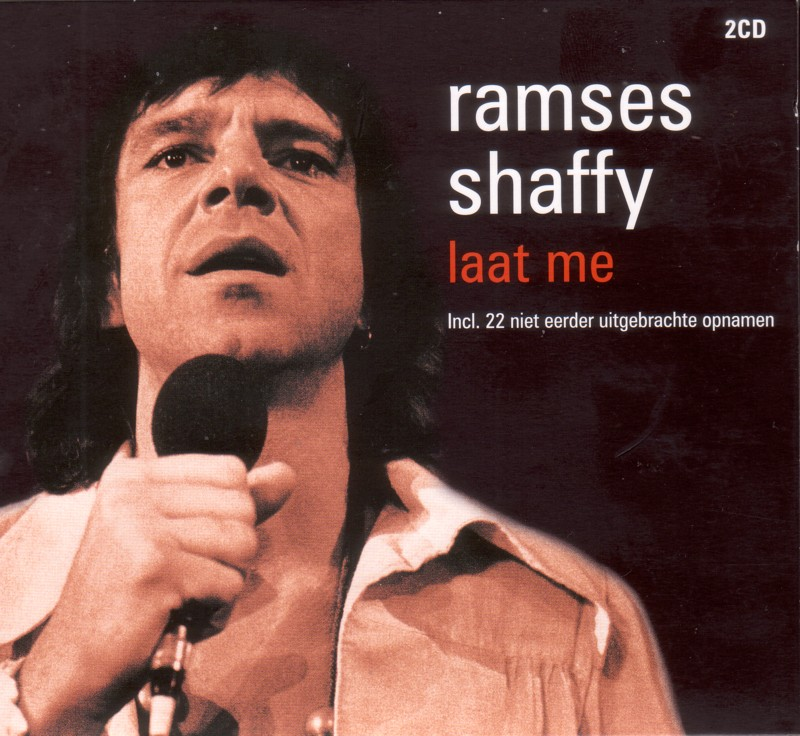 2CD
ramses
shaffy
laat me
Incl. 22 niet eerder uitgebrachte opnamen